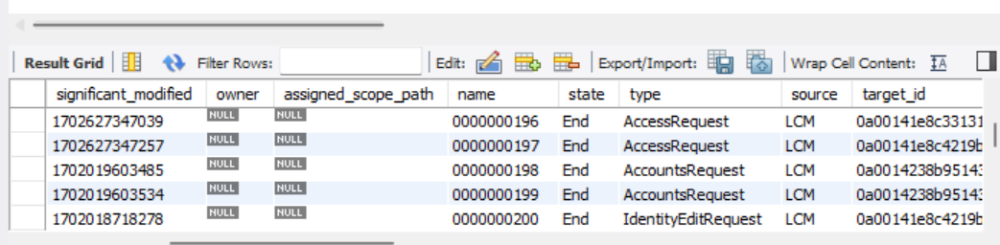 Result Grid Filter Rows: Edit: Export/Import: Wrap Cell Content: IA
significant_modified owner assigned_scope_path name state type source target_id
1702627347039 NULL NULL 0000000196 End AccessRequest LCM 0a00141e8c33131
1702627347257 NULL NULL 0000000197 End AccessRequest LCM 0a00141e8c4219b
1702019603485 NULL NULL 0000000198 End AccountsRequest LCM 0a0014238b95143
1702019603534 NULL NULL 0000000199 End AccountsRequest LCM 0a0014238b95143
1702018718278 NULL NULL 0000000200 End IdentityEditRequest LCM 0a00141e8c4219b